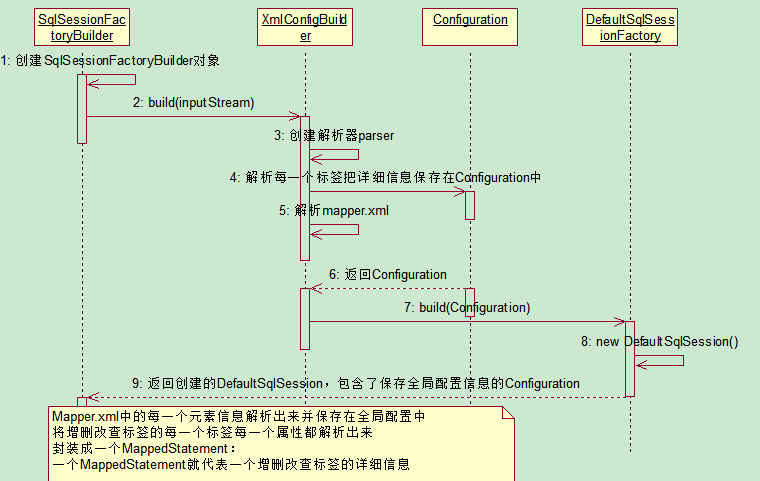 SqlSessionFac
toryBuilder
XmlConfigBuild
er
Configuration
DefaultSqlSess
ionFactory
1: 创建SqlSessionFactoryBuilder对象
2: build(inputStream)
3: 创建解析器parser
4: 解析每一个标签把详细信息保存在Configuration中
5: 解析mapper.xml
6: 返回Configuration
7: build(Configuration)
8: new DefaultSqlSession()
9: 返回创建的DefaultSqlSession，包含了保存全局配置信息的Configuration
Mapper.xml中的每一个元素信息解析出来并保存在全局配置中
将增删改查标签的每一个标签每一个属性都解析出来
封装成一个MappedStatement：
一个MappedStatement就代表一个增删改查标签的详细信息